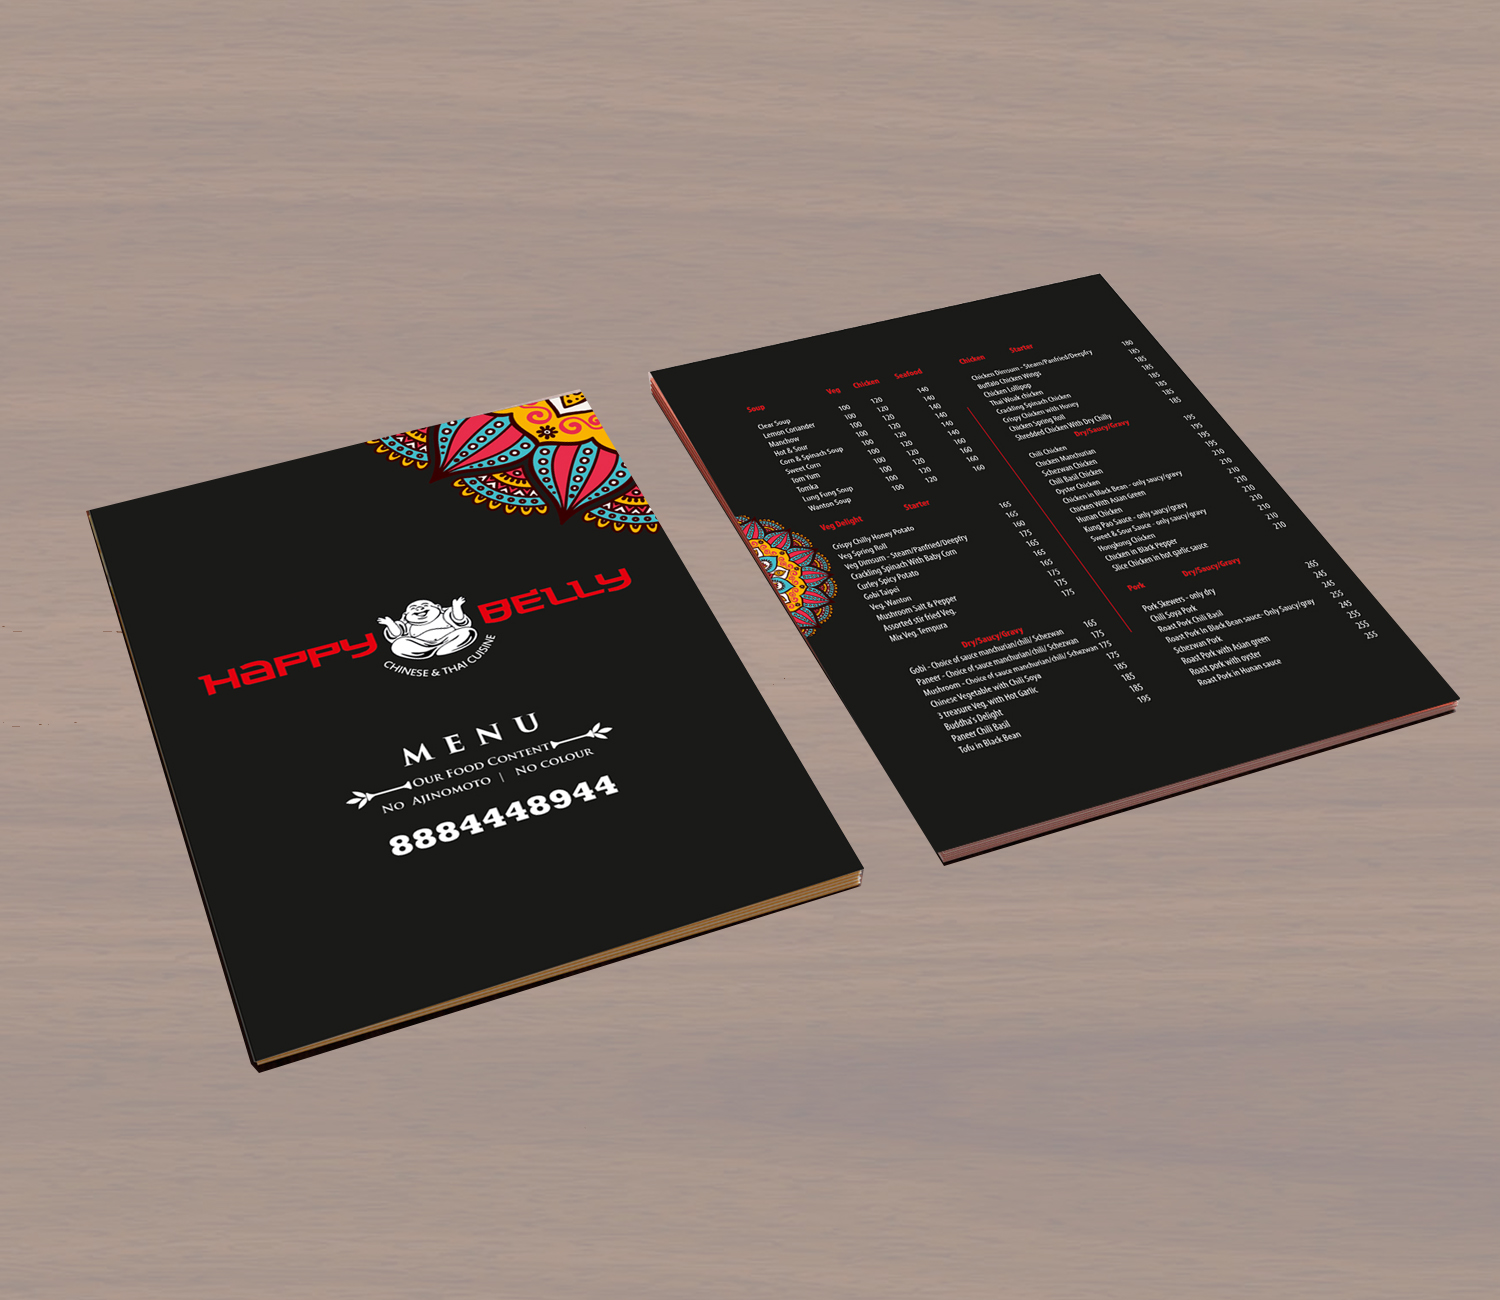 HAPPY BELLY
CHINESE & THAI CUISINE
MENU
Our Food Content
No Ajinomoto | No colour
8884448944
Soup Veg Chicken Seafood
Clear Soup 100 120 140
Lemon Coriander 100 120 140
Manchow 100 120 140
Hot & Sour 100 120 140
Corn & Spinach Soup 100 120 140
Sweet Corn 100 120 140
Tom Yum 100 120 160
Tomka 100 120 160
Lung Fung Soup 100 120 160
Wanton Soup 100 120 160
Veg Delight Starter
Crispy Chilly Honey Potato 165
Veg Spring Roll 165
Veg Dimsum - Steam/Panfried/Deepfry 160
Crackling Spinach With Baby Corn 175
Curley Spicy Potato 165
Gobi Taipei 165
Veg. Wanton 165
Mushroom Salt & Pepper 175
Assorted stir fried Veg. 175
Mix Veg. Tempura 175
Dry/Saucy/Gravy
Gobi - Choice of sauce manchurian/chili/ Schezwan 165
Paneer - Choice of sauce manchurian/chili/ Schezwan 175
Mushroom - Choice of sauce manchurian/chili/ Schezwan 175
Chinese Vegetable with Chili Soya 175
3 treasure Veg. with Hot Garlic 185
Buddha's Delight 185
Paneer Chili Basil 185
Tofu in Black Bean 195
Chicken Starter
Chicken Dimsum - Steam/Panfried/Deepfry 180
Buffalo Chicken Wings 185
Chicken Lollipop 185
Thai Woak chicken 185
Crackling Spinach Chicken 185
Crispy Chicken with Honey 185
Chicken Spring Roll 185
Shredded Chicken With Dry Chilly 185
Dry/Saucy/Gravy
Chili Chicken 195
Chicken Manchurian 195
Schezwan Chicken 195
Chili Basil Chicken 195
Oyster Chicken 210
Chicken in Black Bean - only saucy/gravy 210
Chicken With Asian Green 210
Hunan Chicken 210
Kung Pao Sauce - only saucy/gravy 210
Sweet & Sour Sauce - only saucy/gravy 210
Hongkong Chicken 210
Chicken in Black Pepper 210
Slice Chicken in hot garlic sauce 210
Pork Dry/Saucy/Gravy
Pork Skewers - only dry 265
Chili Soya Pork 245
Roast Pork Chili Basil 245
Roast Pork In Black Bean sauce- Only Saucy/gray 255
Schezwan Pork 245
Roast Pork with Asian green 255
Roast pork with oyster 255
Roast Pork in Hunan sauce 255